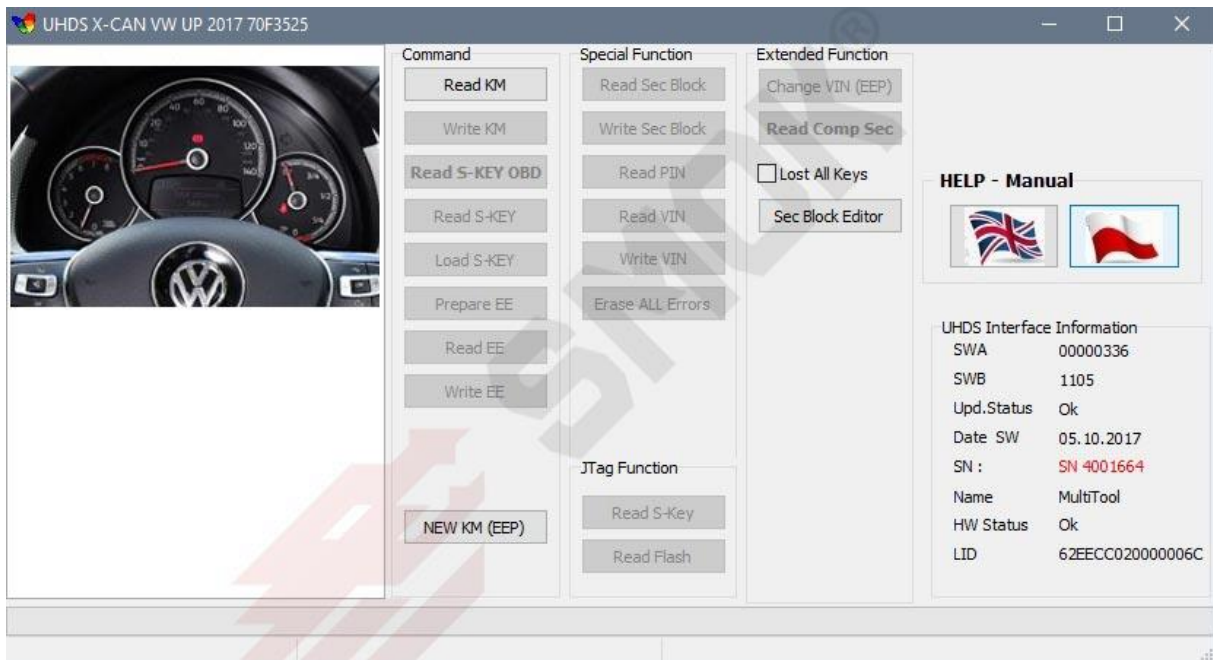 UHDS X-CAN VW UP 2017 70F3525
Command
Read KM
Write KM
Read S-KEY OBD
Read S-KEY
Load S-KEY
Prepare EE
Read EE
Write EE
NEW KM (EEP)
Special Function
Read Sec Block
Write Sec Block
Read PIN
Read VIN
Write VIN
Erase ALL Errors
JTag Function
Read S-Key
Read Flash
Extended Function
Change VIN (EEP)
Read Comp Sec
Lost All Keys
Sec Block Editor
HELP - Manual
UHDS Interface Information
SWA 00000336
SWB 1105
Upd.Status Ok
Date SW 05.10.2017
SN : SN 4001664
Name MultiTool
HW Status Ok
LID 62EECC020000006C
SMOK ®